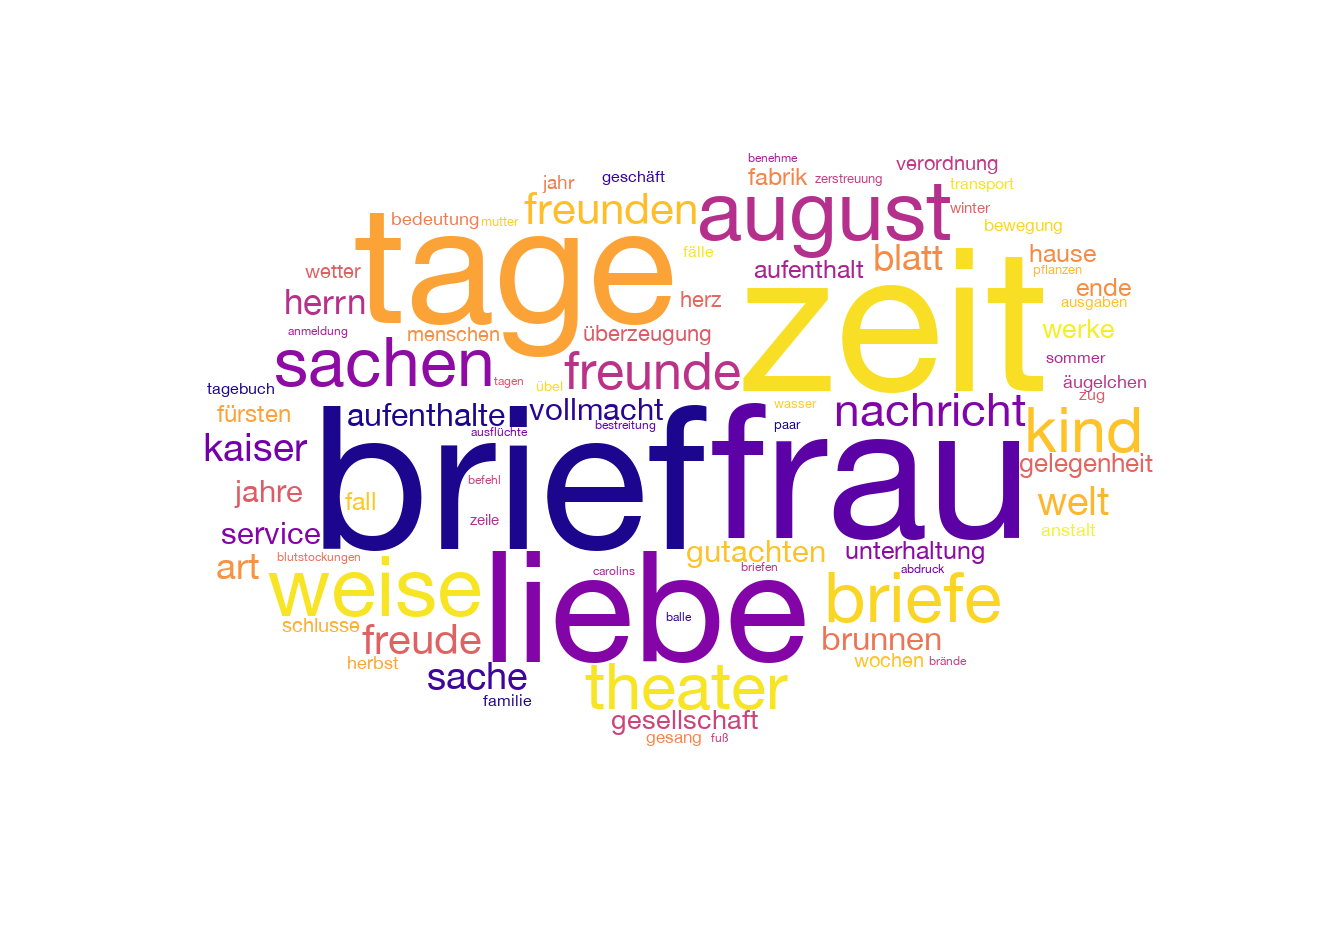 benehme
verordnung
jahr
geschäft
fabrik
zerstreuung
transport
bedeutung
mutter
freunden
august
winter
bewegung
tage
fälle
aufenthalt
blatt
hause
pflanzen
wetter
zeit
ende
herrn
herz
ausgaben
anmeldung
menschen
überzeugung
werke
sachen
freunde
sommer
tagebuch
tagen
übel
äugelchen
zug
fürsten
aufenthalte
vollmacht
wasser
nachricht
kind
ausflüchte
bestreitung
paar
kaiser
brief
frau
gelegenheit
jahre
fall
befehl
welt
service
zeile
anstalt
art
blutstockungen
gutachten
unterhaltung
weise
liebe
carolins
briefen
abdruck
briefe
schlusse
freude
balle
brunnen
herbst
wochen
brände
sache
theater
familie
gesellschaft
gesang
fuß